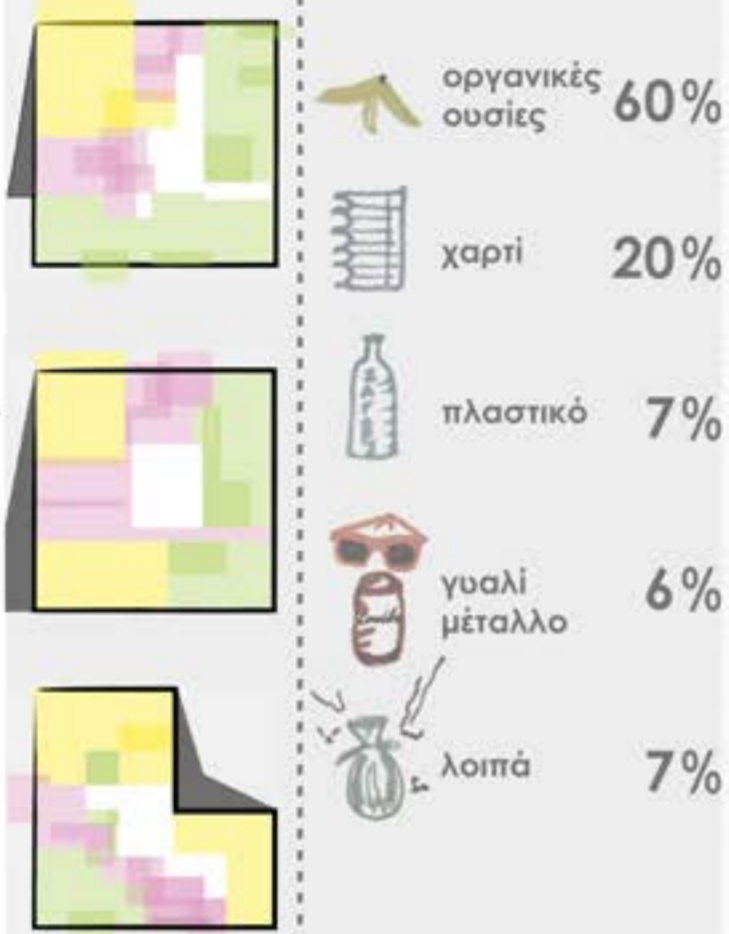 οργανικές
ουσίες
60%
χαρτί
20%
πλαστικό
7%
γυαλί
μέταλλο
6%
λοιπά
7%